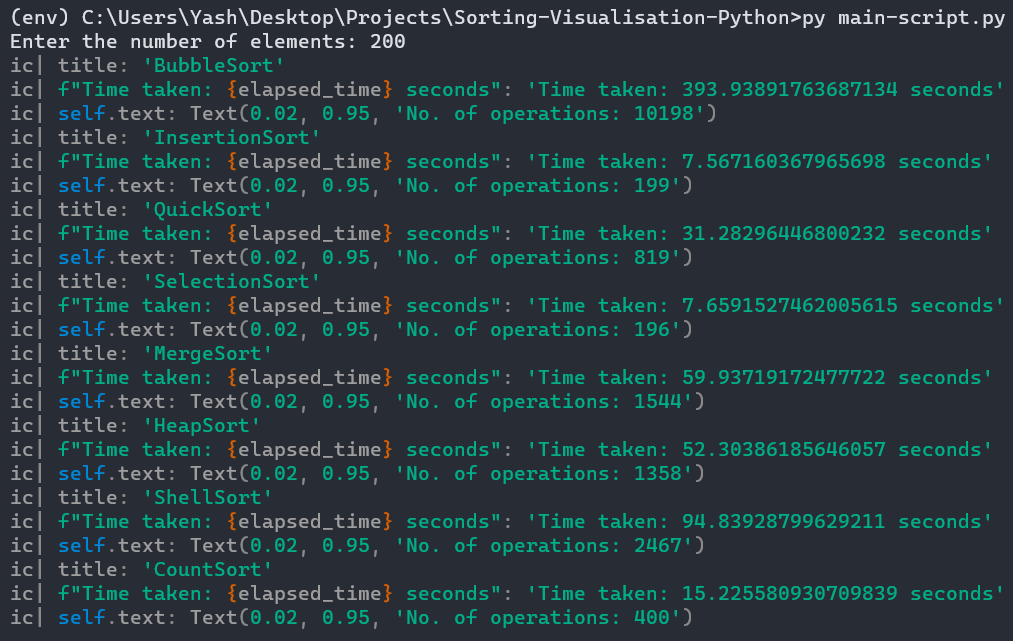 (env) C:\Users\Yash\Desktop\Projects\Sorting-Visualisation-Python>py main-script.py
Enter the number of elements: 200
ic| title: 'BubbleSort'
ic| f"Time taken: {elapsed_time} seconds": 'Time taken: 393.93891763687134 seconds'
ic| self.text: Text(0.02, 0.95, 'No. of operations: 10198')
ic| title: 'InsertionSort'
ic| f"Time taken: {elapsed_time} seconds": 'Time taken: 7.567160367965698 seconds'
ic| self.text: Text(0.02, 0.95, 'No. of operations: 199')
ic| title: 'QuickSort'
ic| f"Time taken: {elapsed_time} seconds": 'Time taken: 31.28296446800232 seconds'
ic| self.text: Text(0.02, 0.95, 'No. of operations: 819')
ic| title: 'SelectionSort'
ic| f"Time taken: {elapsed_time} seconds": 'Time taken: 7.6591527462005615 seconds'
ic| self.text: Text(0.02, 0.95, 'No. of operations: 196')
ic| title: 'MergeSort'
ic| f"Time taken: {elapsed_time} seconds": 'Time taken: 59.93719172477722 seconds'
ic| self.text: Text(0.02, 0.95, 'No. of operations: 1544')
ic| title: 'HeapSort'
ic| f"Time taken: {elapsed_time} seconds": 'Time taken: 52.30386185646057 seconds'
ic| self.text: Text(0.02, 0.95, 'No. of operations: 1358')
ic| title: 'ShellSort'
ic| f"Time taken: {elapsed_time} seconds": 'Time taken: 94.83928799629211 seconds'
ic| self.text: Text(0.02, 0.95, 'No. of operations: 2467')
ic| title: 'CountSort'
ic| f"Time taken: {elapsed_time} seconds": 'Time taken: 15.225580930709839 seconds'
ic| self.text: Text(0.02, 0.95, 'No. of operations: 400')